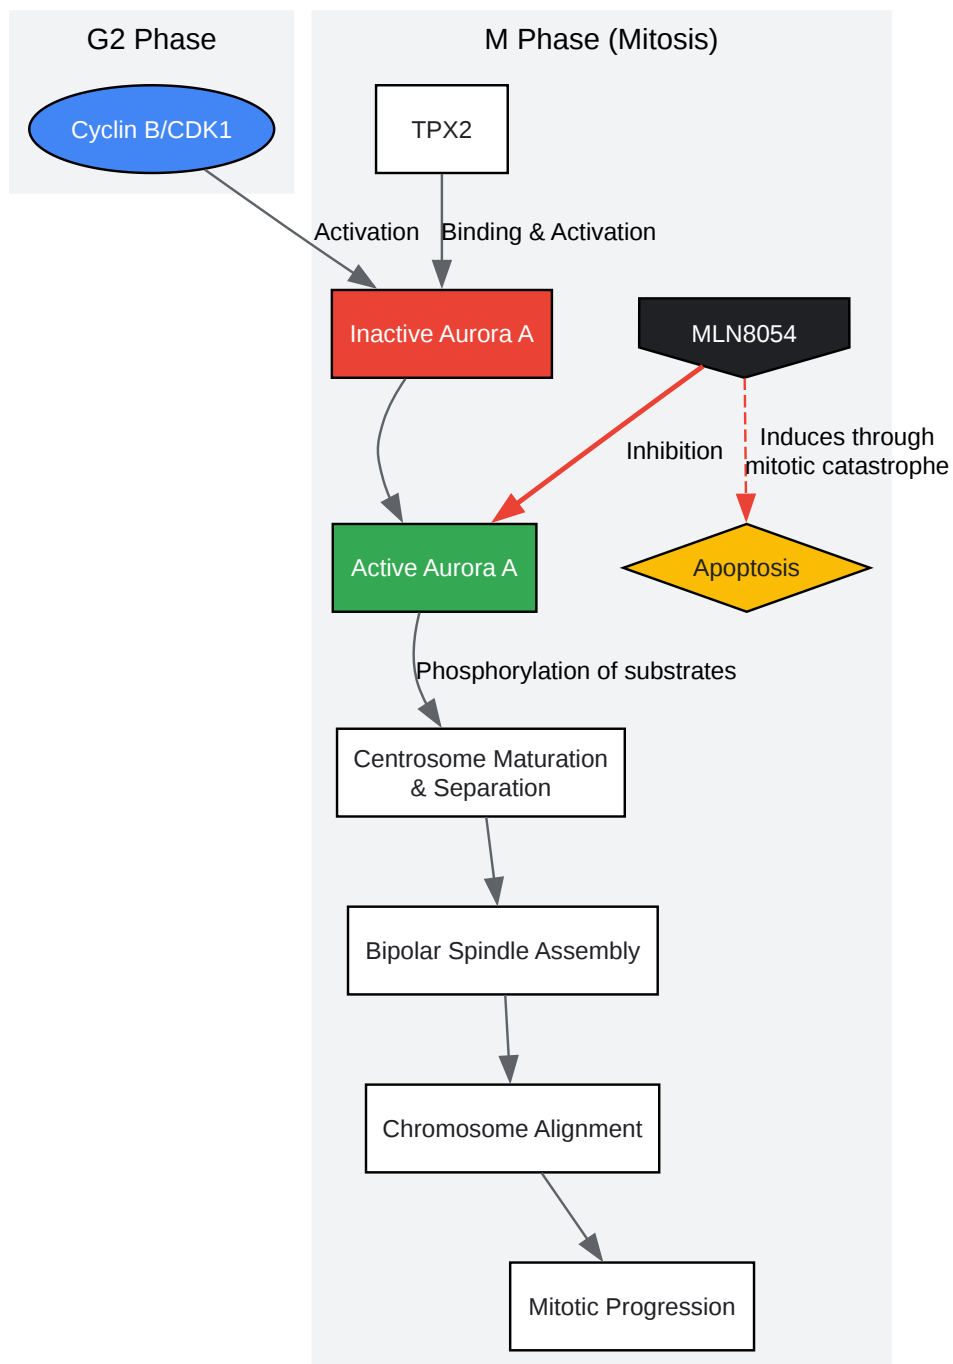 G2 Phase
M Phase (Mitosis)
Cyclin B/CDK1
TPX2
Activation
Binding & Activation
Inactive Aurora A
MLN8054
Inhibition
Induces through
mitotic catastrophe
Active Aurora A
Apoptosis
Phosphorylation of substrates
Centrosome Maturation
& Separation
Bipolar Spindle Assembly
Chromosome Alignment
Mitotic Progression